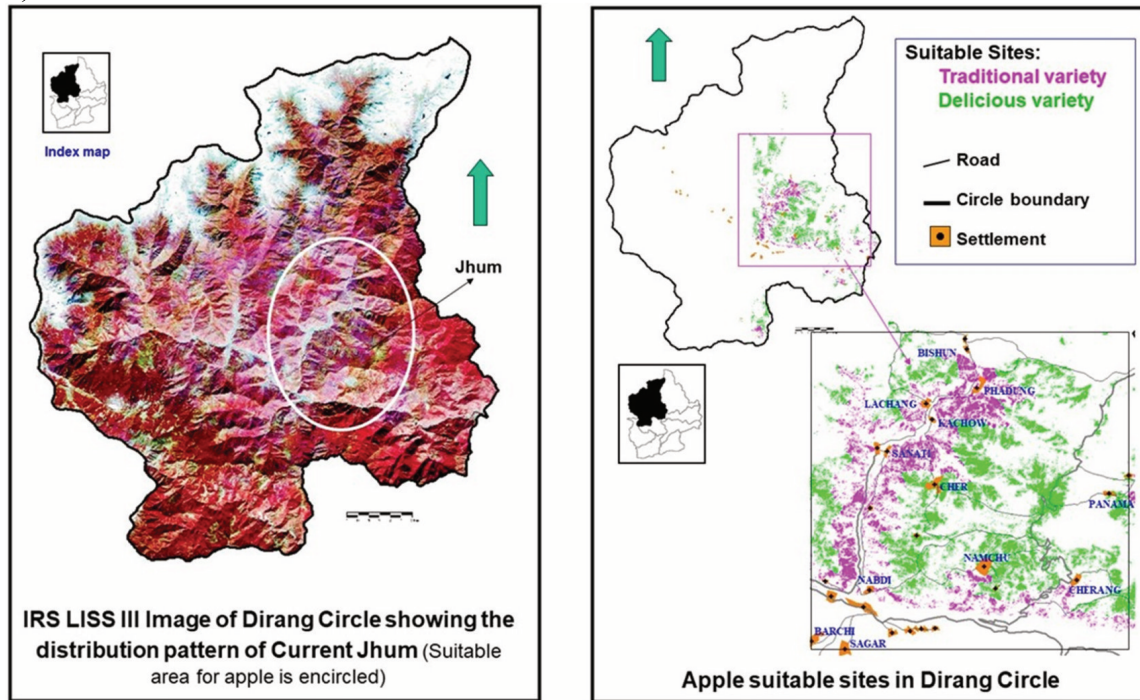 Index map
Jhum
IRS LISS III Image of Dirang Circle showing the
distribution pattern of Current Jhum (Suitable
area for apple is encircled)
Suitable Sites:
Traditional variety
Delicious variety
Road
Circle boundary
Settlement
BISHUN
PHADUNG
LACHANG
KACHOW
SANATI
CHER
PANAMA
NAMCHU
NABDI
CHERANG
BARCHI
SAGAR
Apple suitable sites in Dirang Circle